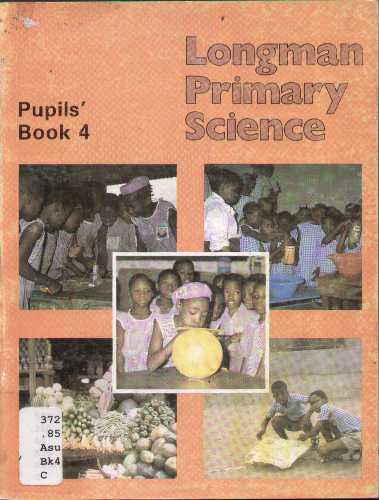 Longman
Primary
Science
Pupils'
Book 4
372
.85
Asu
Bk4
C